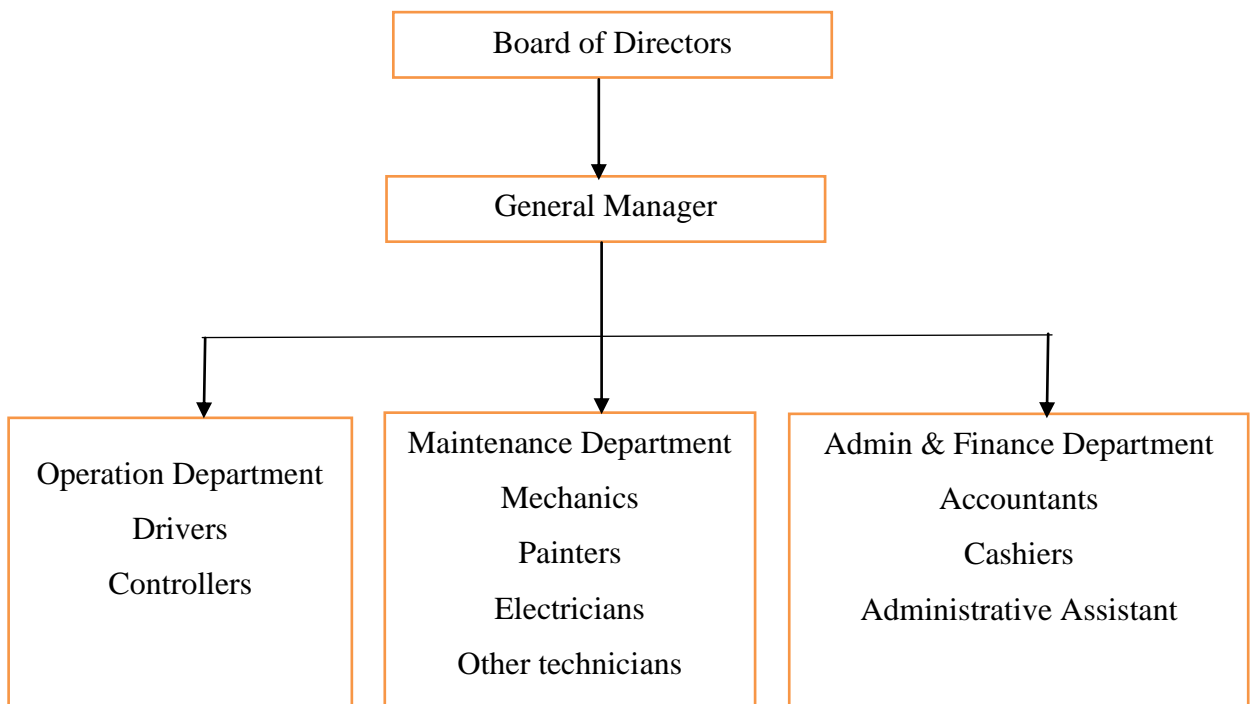 Board of Directors
General Manager
Operation Department
Drivers
Controllers
Maintenance Department
Mechanics
Painters
Electricians
Other technicians
Admin & Finance Department
Accountants
Cashiers
Administrative Assistant